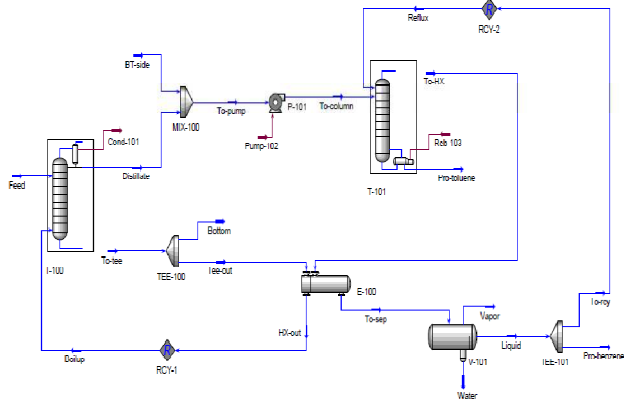 Reflux
RCY-2
BT-side
To-HX
MIX-100
To-pump
P-101
To-column
Cond-101
Pump-102
Reb 103
Feed
Distillate
Pro-toluene
T-101
Bottom
T-100
To-tee
TEE-100
Tee-out
E-100
To-rcy
To-sep
Vapor
HX-out
Liquid
Boilup
V-101
TEE-101
Pro-benzene
RCY-1
Water